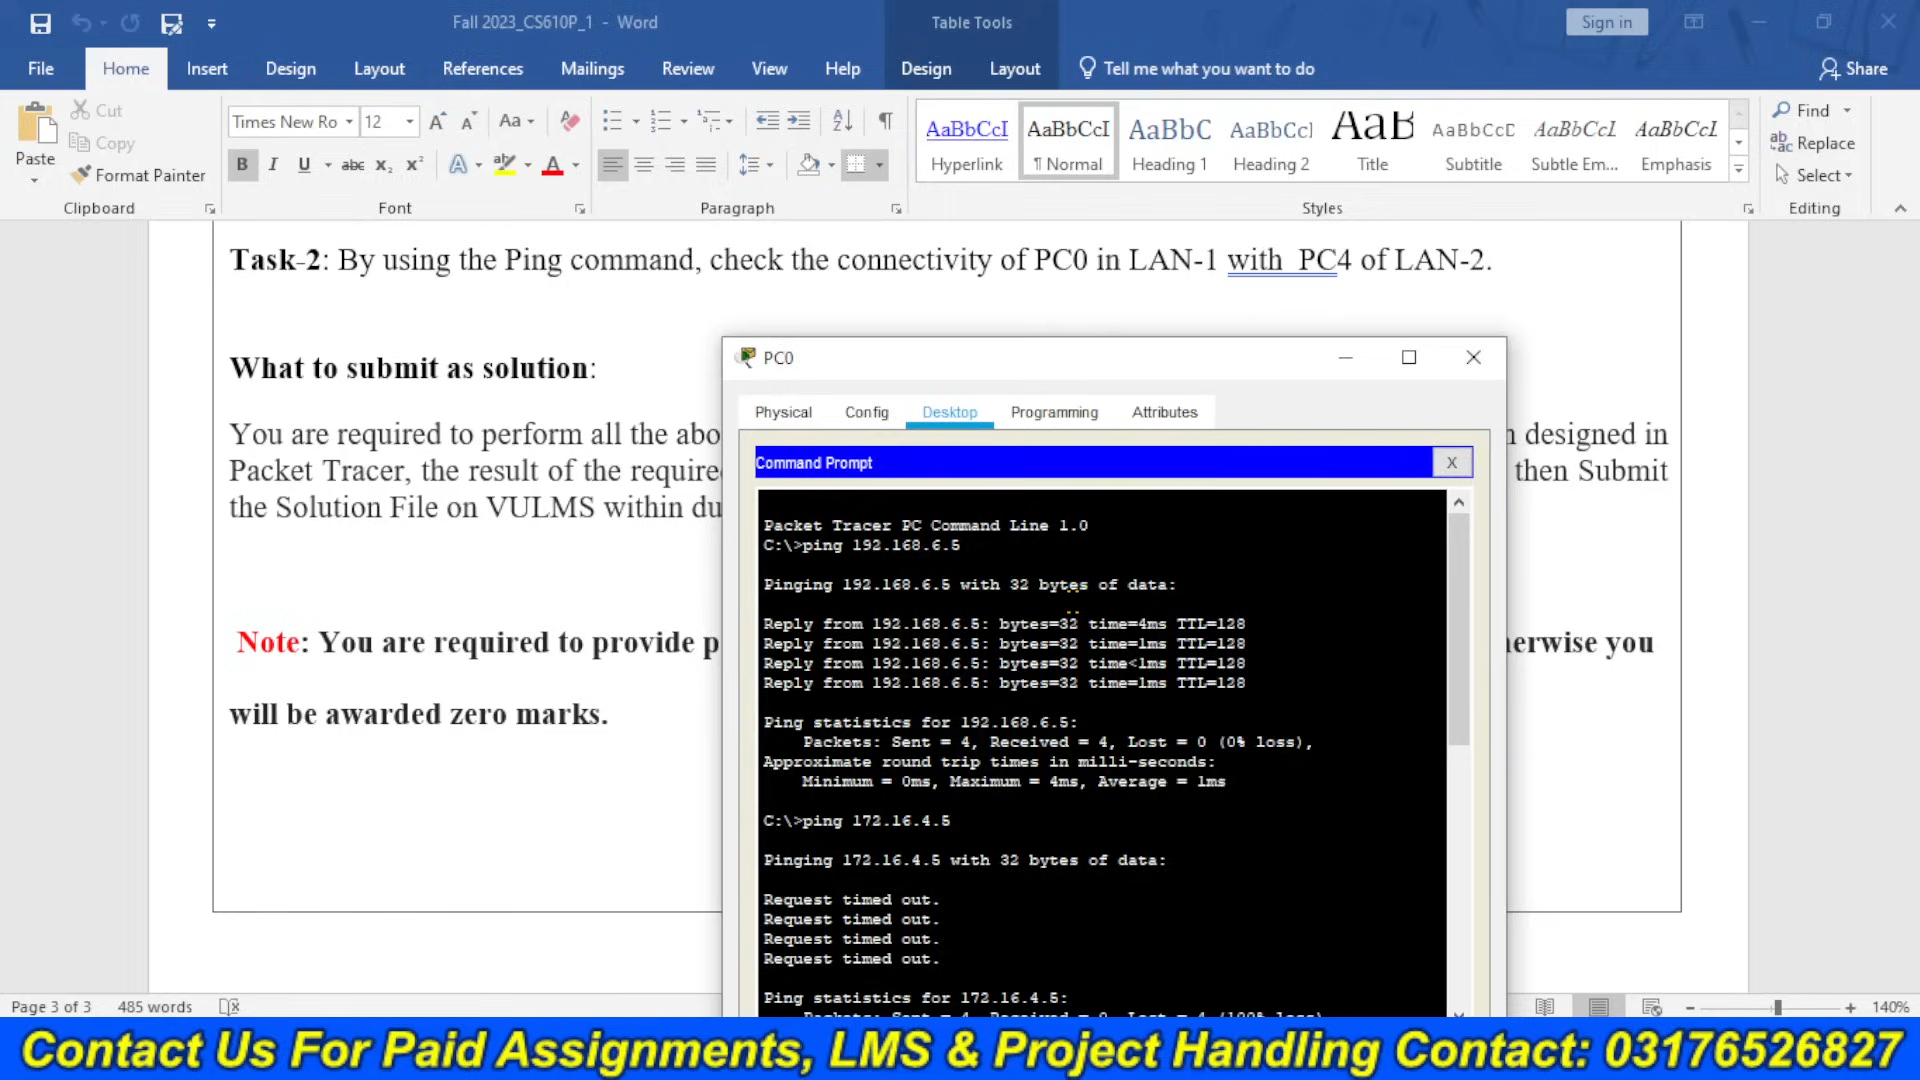 Fall 2023_CS610P_1 - Word
Table Tools
Sign in
File Home Insert Design Layout References Mailings Review View Help Design Layout Tell me what you want to do Share
Paste
Cut
Copy
Format Painter
Clipboard
Times New Ro 12
Font
Paragraph
AaBbCcI AaBbCcI AaBbC AaBbCcI AaB AaBbCcD AaBbCcI AaBbCcI
Hyperlink ¶ Normal Heading 1 Heading 2 Title Subtitle Subtle Em... Emphasis
Styles
Find
Replace
Select
Editing
Task-2: By using the Ping command, check the connectivity of PC0 in LAN-1 with PC4 of LAN-2.
What to submit as solution:
You are required to perform all the abo n designed in
Packet Tracer, the result of the require then Submit
the Solution File on VULMS within du
Note: You are required to provide p erwise you
will be awarded zero marks.
PC0
Physical Config Desktop Programming Attributes
Command Prompt X
Packet Tracer PC Command Line 1.0
C:\>ping 192.168.6.5
Pinging 192.168.6.5 with 32 bytes of data:
Reply from 192.168.6.5: bytes=32 time=4ms TTL=128
Reply from 192.168.6.5: bytes=32 time=1ms TTL=128
Reply from 192.168.6.5: bytes=32 time<1ms TTL=128
Reply from 192.168.6.5: bytes=32 time=1ms TTL=128
Ping statistics for 192.168.6.5:
Packets: Sent = 4, Received = 4, Lost = 0 (0% loss),
Approximate round trip times in milli-seconds:
Minimum = 0ms, Maximum = 4ms, Average = 1ms
C:\>ping 172.16.4.5
Pinging 172.16.4.5 with 32 bytes of data:
Request timed out.
Request timed out.
Request timed out.
Request timed out.
Ping statistics for 172.16.4.5:
Packets: Sent = 4, Received = 0, Lost = 4 (100% loss)
Page 3 of 3 485 words 140%
Contact Us For Paid Assignments, LMS & Project Handling Contact: 03176526827